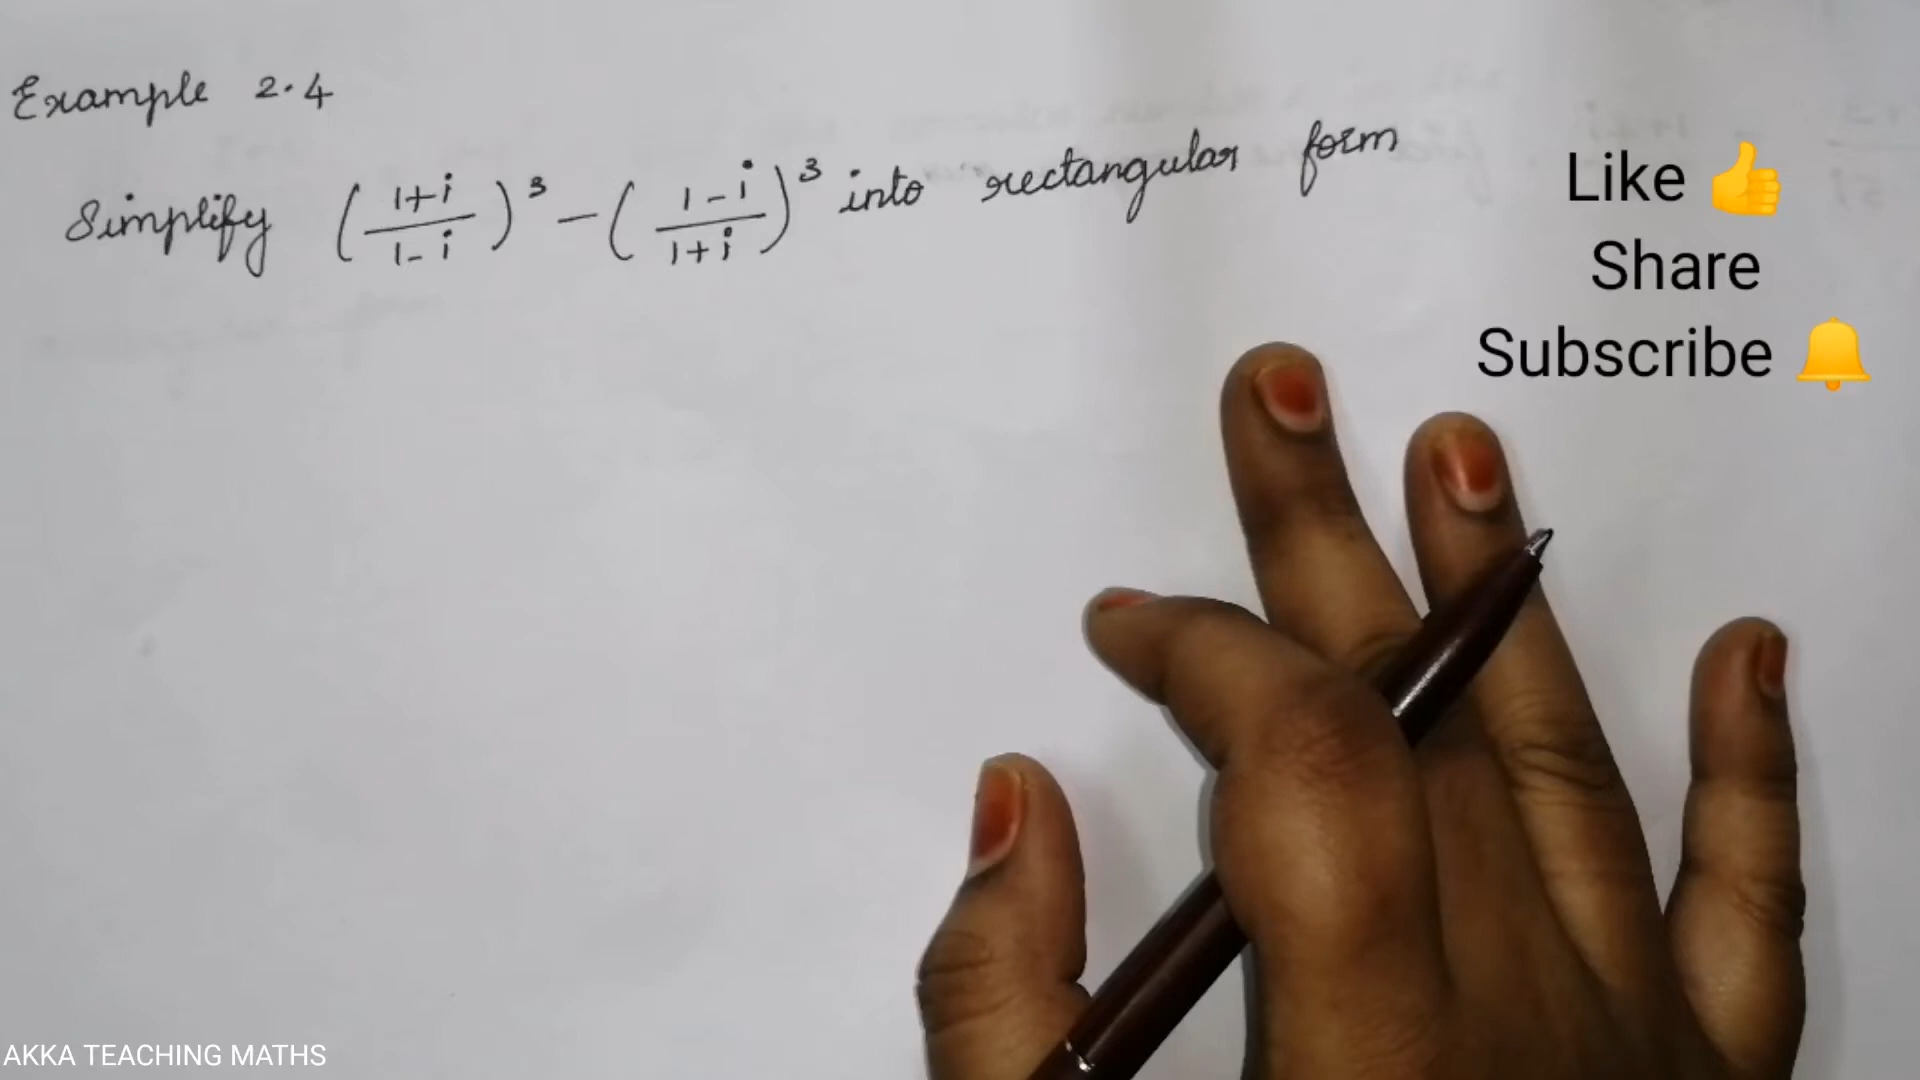 Example 2.4
Simplify (1+i/1-i)³ - (1-i/1+i)³ into rectangular form
Like 👍
Share
Subscribe 🔔
AKKA TEACHING MATHS